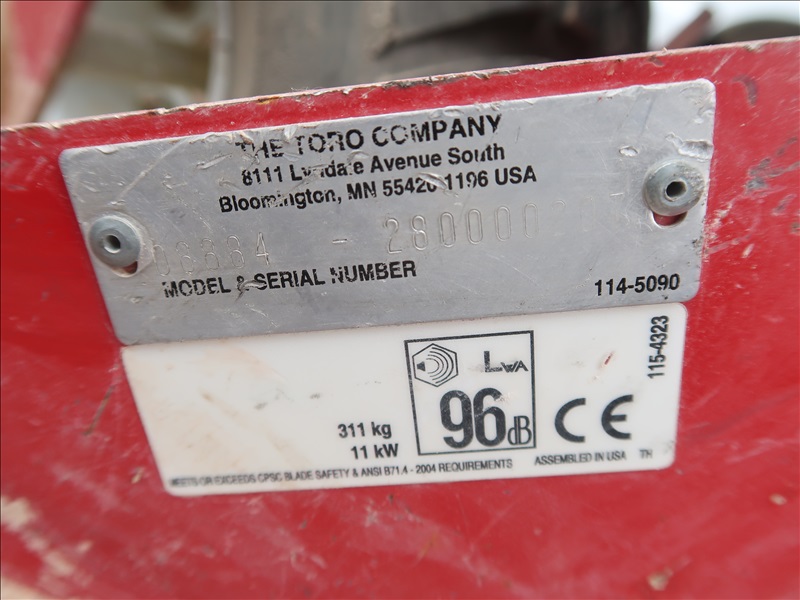 THE TORO COMPANY
8111 Lyndale Avenue South
Bloomington, MN 55420-1196 USA
MODEL & SERIAL NUMBER
114-5090
115-4323
LWA
96dB
CE
311 kg
11 kW
MEETS OR EXCEEDS CPSC BLADE SAFETY & ANSI B71.4 - 2004 REQUIREMENTS
ASSEMBLED IN USA TH